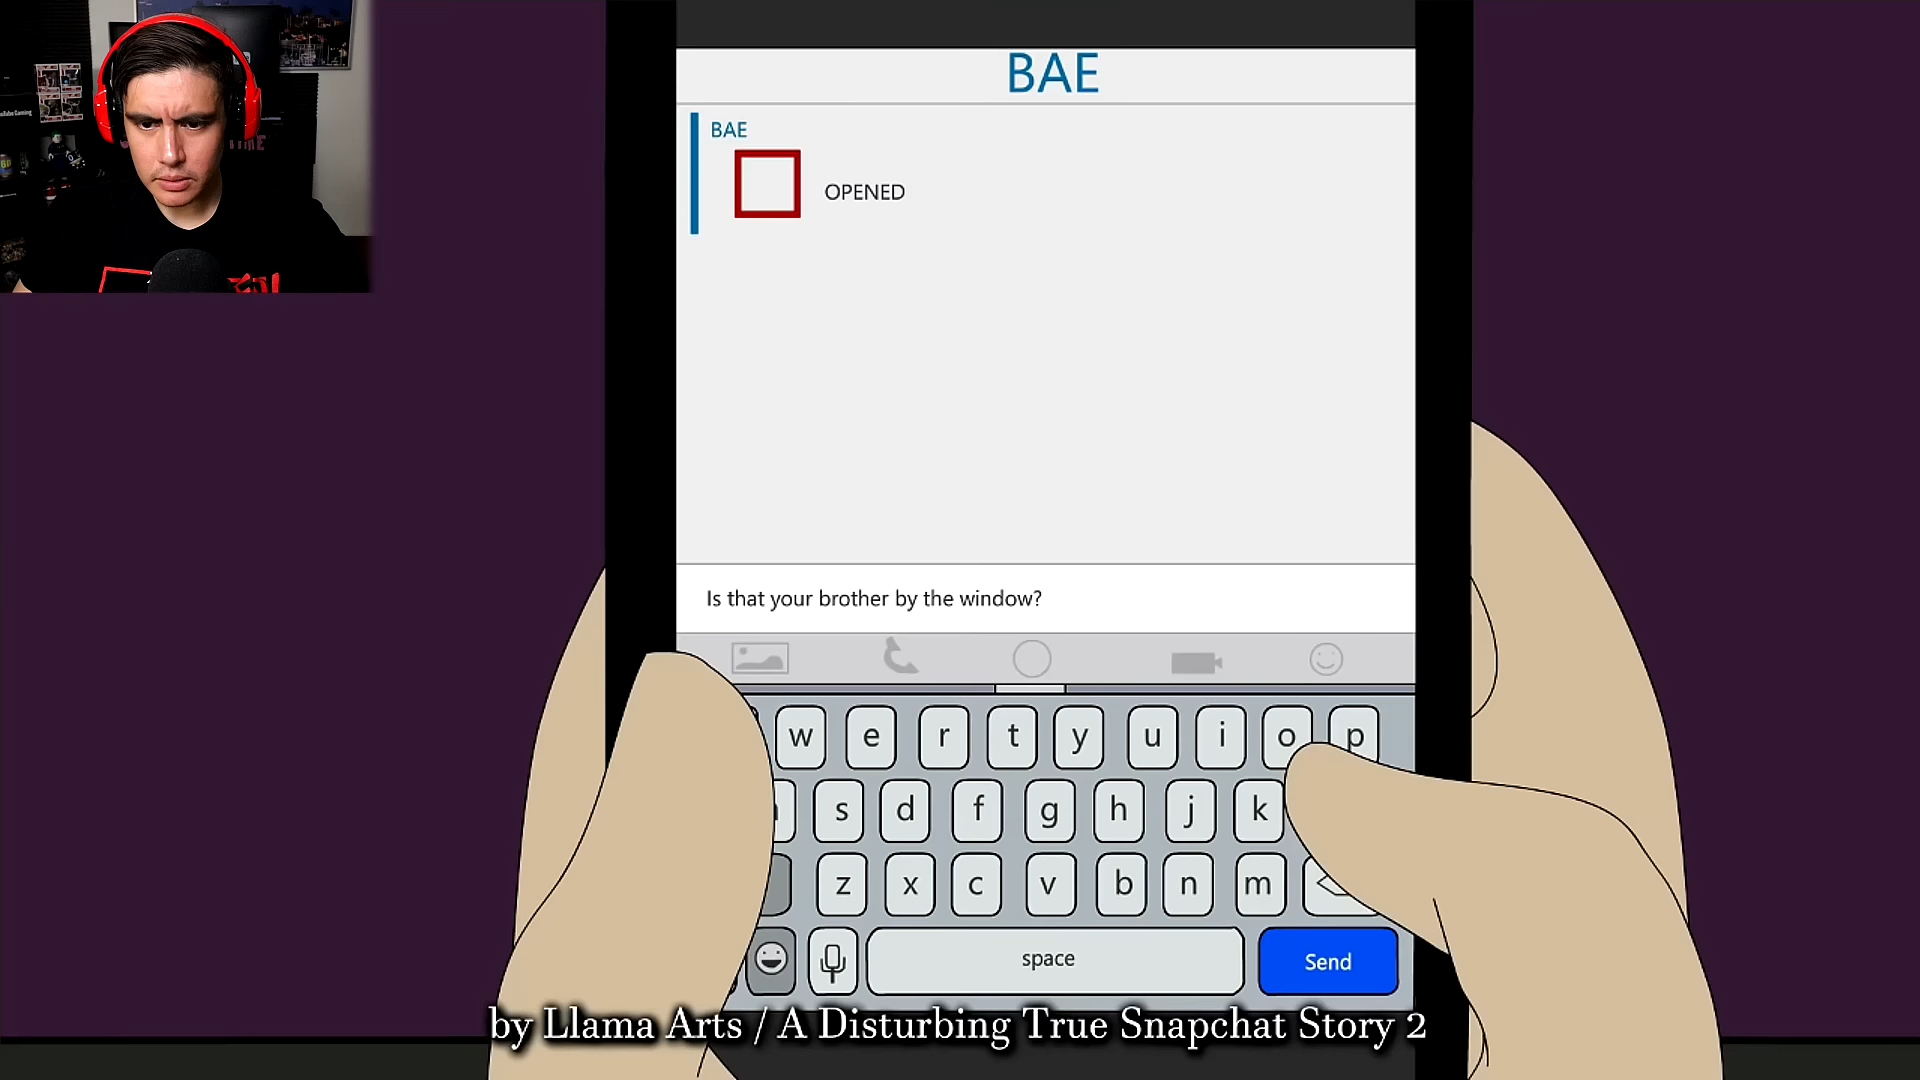 BAE
BAE
OPENED
Is that your brother by the window?
w e r t y u i o p
s d f g h j k
z x c v b n m
space
Send
by Llama Arts / A Disturbing True Snapchat Story 2